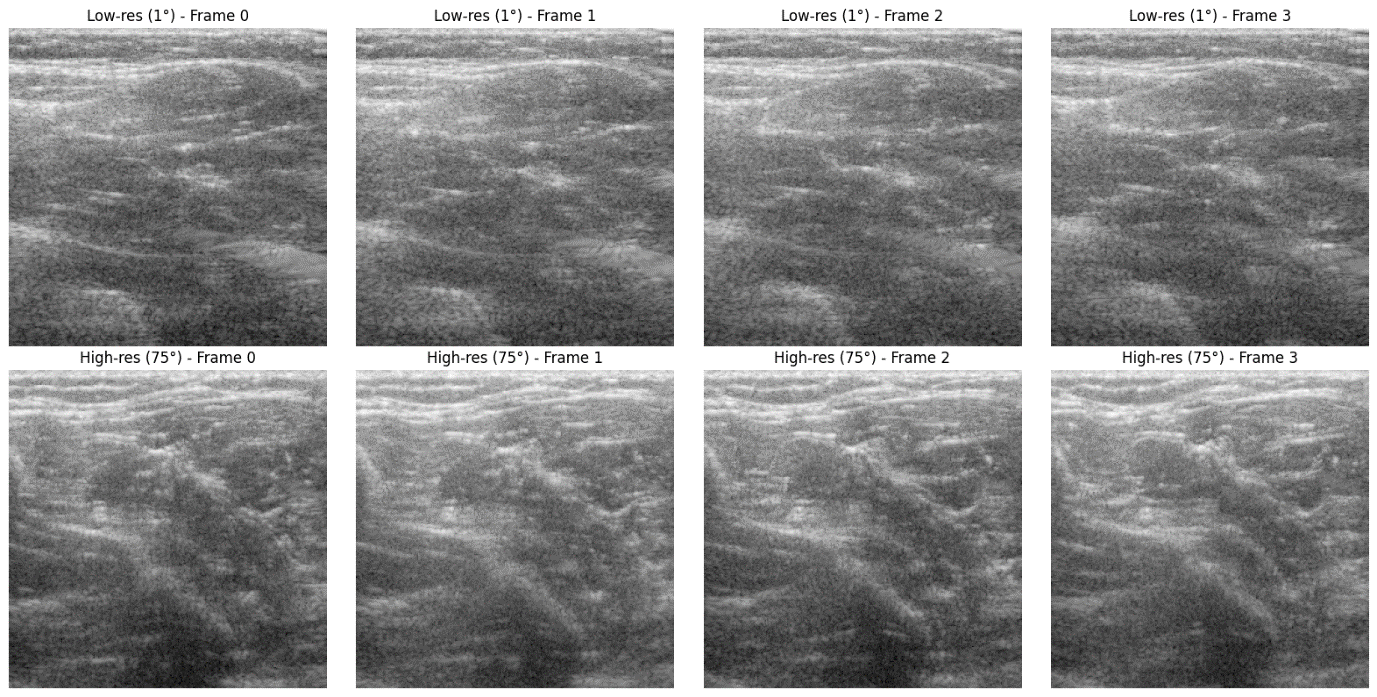 Low-res (1°) - Frame 0
Low-res (1°) - Frame 1
Low-res (1°) - Frame 2
Low-res (1°) - Frame 3
High-res (75°) - Frame 0
High-res (75°) - Frame 1
High-res (75°) - Frame 2
High-res (75°) - Frame 3